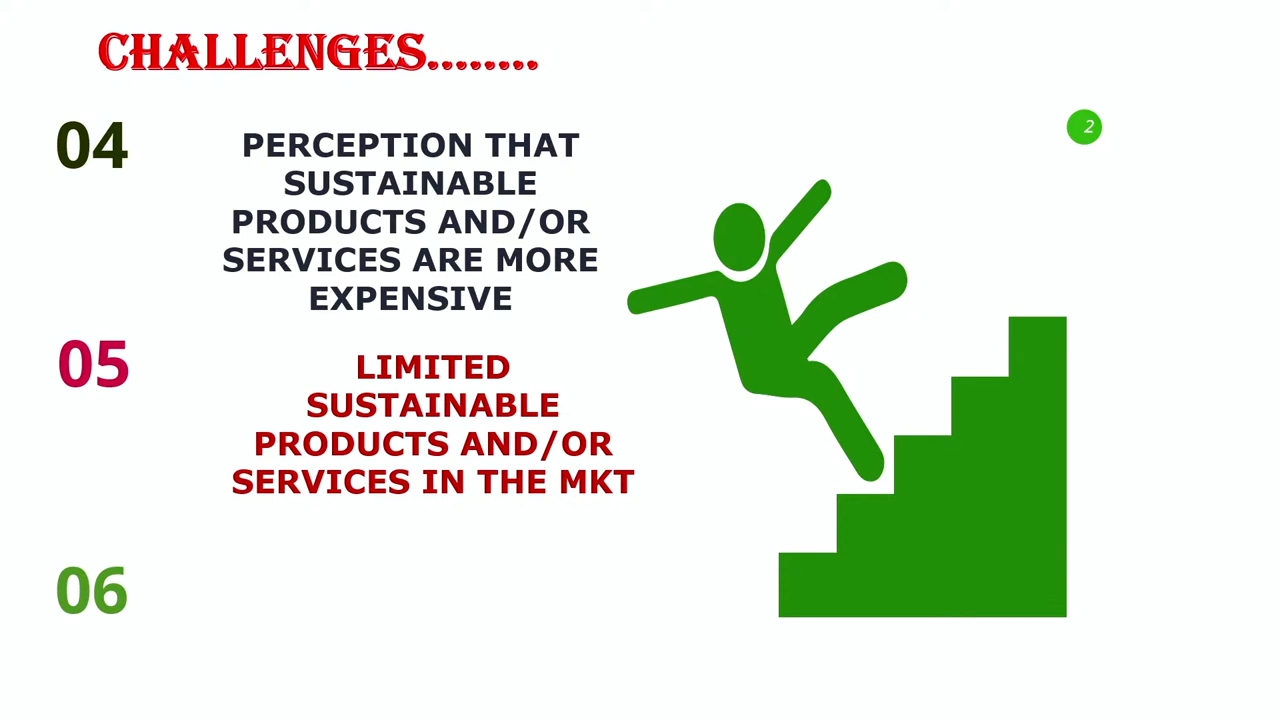 CHALLENGES........
04
PERCEPTION THAT
SUSTAINABLE
PRODUCTS AND/OR
SERVICES ARE MORE
EXPENSIVE
2
05
LIMITED
SUSTAINABLE
PRODUCTS AND/OR
SERVICES IN THE MKT
06